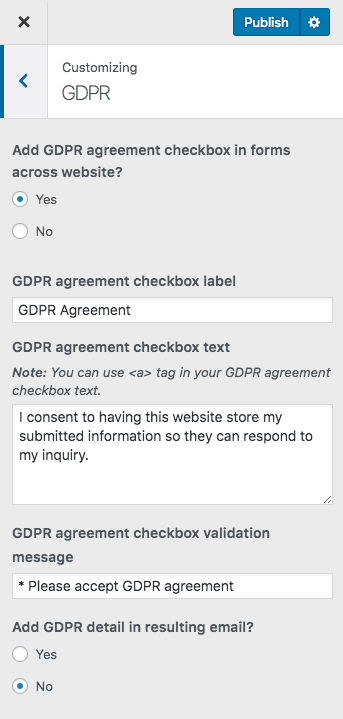 Publish
Customizing
GDPR
Add GDPR agreement checkbox in forms
across website?
Yes
No
GDPR agreement checkbox label
GDPR Agreement
GDPR agreement checkbox text
Note: You can use <a> tag in your GDPR agreement
checkbox text.
I consent to having this website store my
submitted information so they can respond to
my inquiry.
GDPR agreement checkbox validation
message
* Please accept GDPR agreement
Add GDPR detail in resulting email?
Yes
No